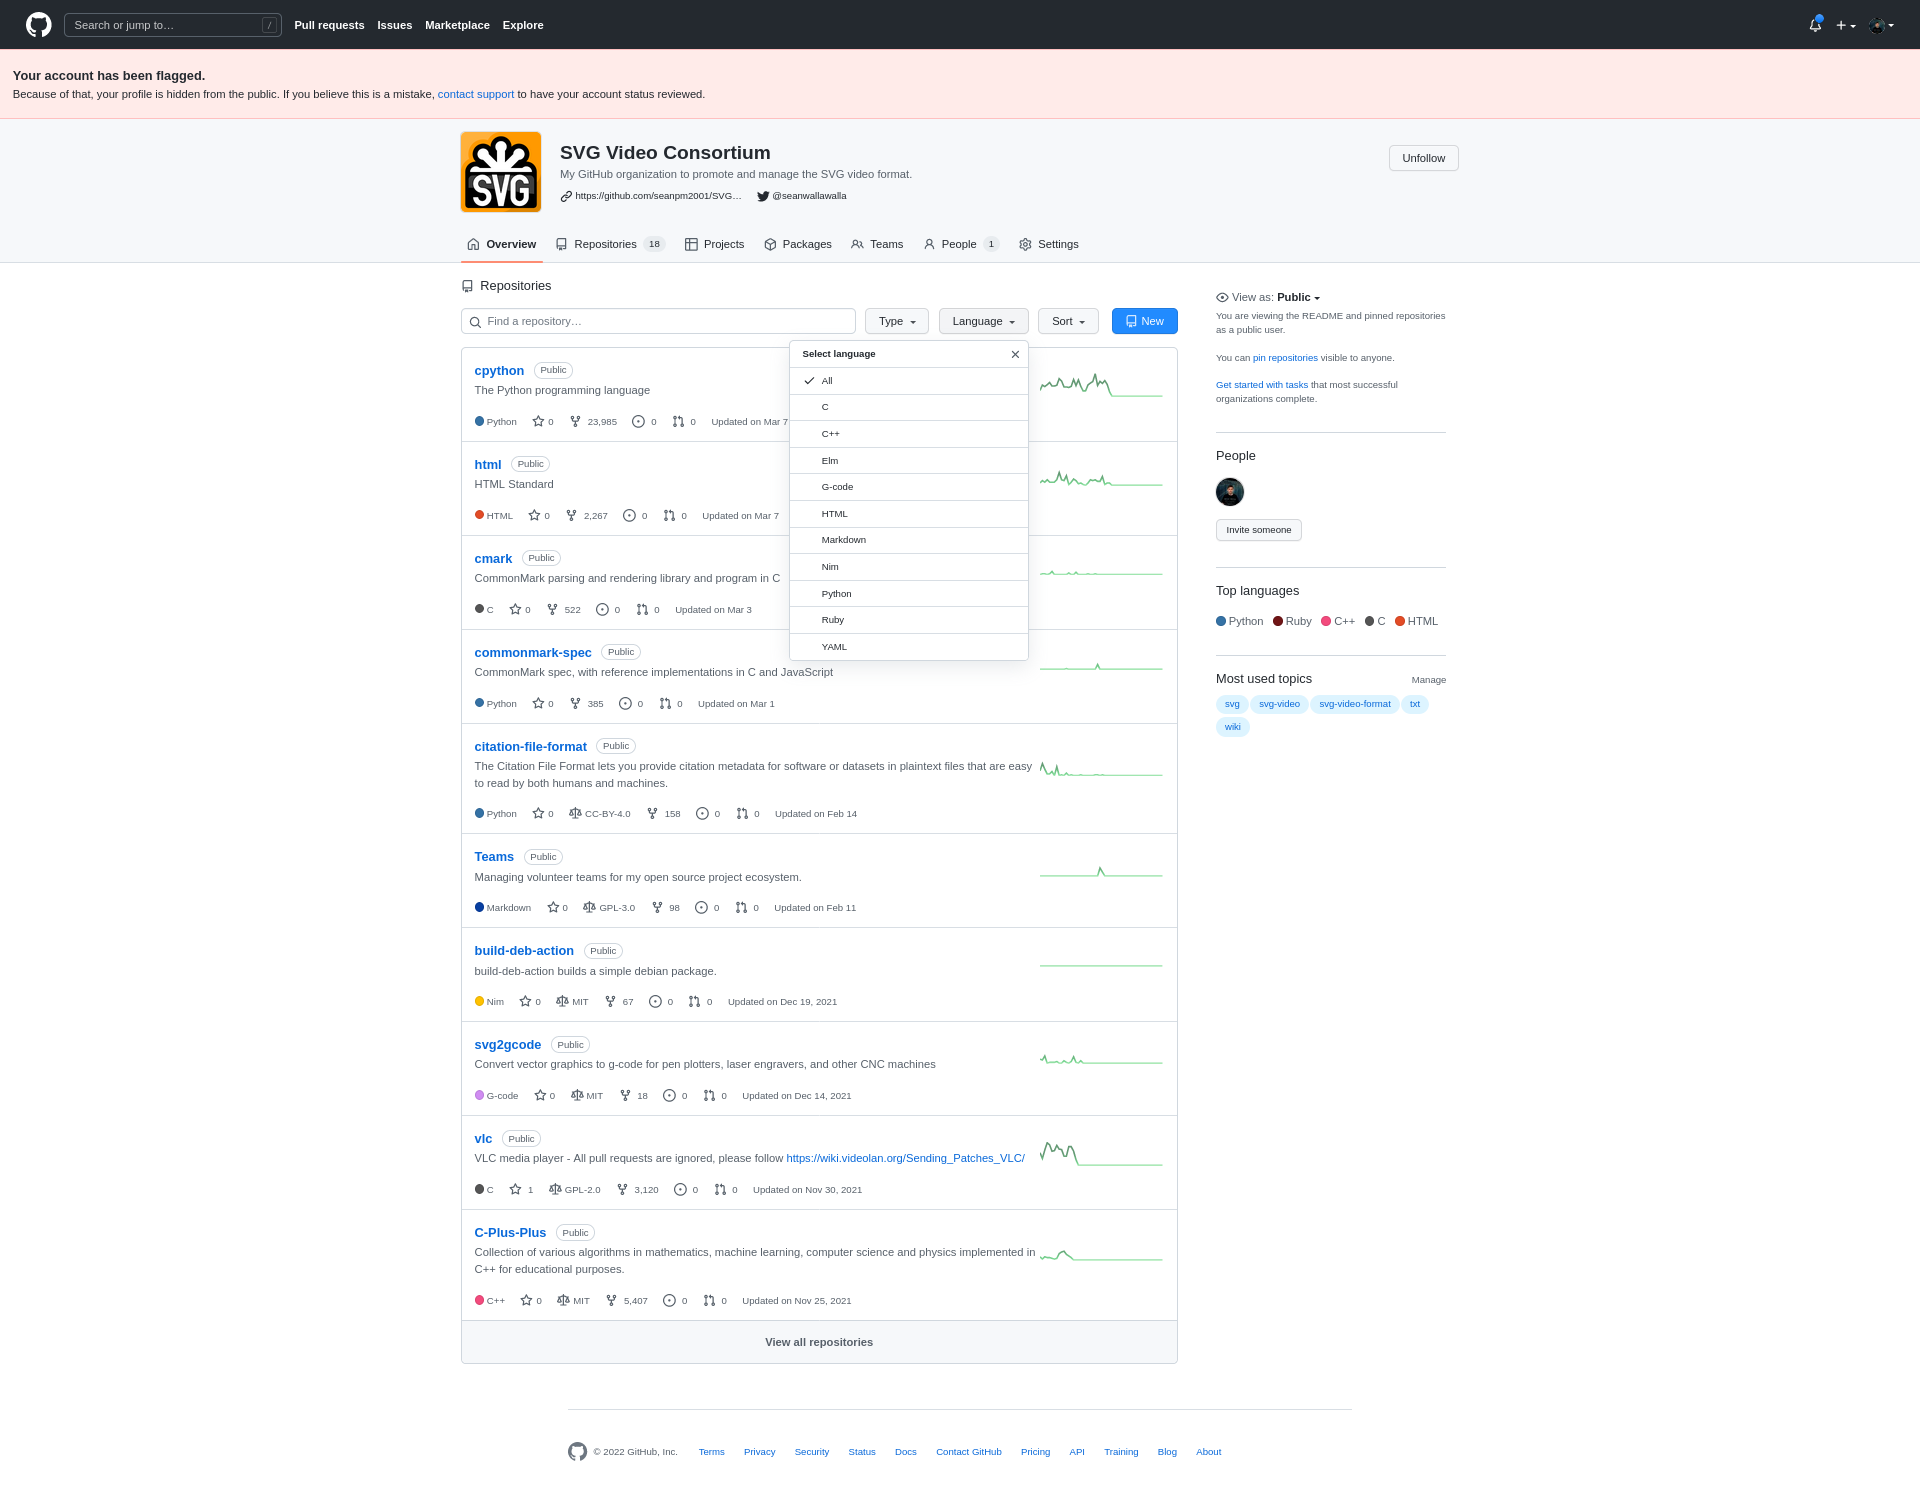 Search or jump to… /
Pull requests Issues Marketplace Explore
Your account has been flagged.
Because of that, your profile is hidden from the public. If you believe this is a mistake, contact support to have your account status reviewed.
SVG
SVG Video Consortium
My GitHub organization to promote and manage the SVG video format.
https://github.com/seanpm2001/SVG… @seanwallawalla
Unfollow
Overview Repositories 18 Projects Packages Teams People 1 Settings
Repositories
Find a repository… Type Language Sort New
Select language
All
C
C++
Elm
G-code
HTML
Markdown
Nim
Python
Ruby
YAML
cpython Public
The Python programming language
Python 0 23,985 0 0 Updated on Mar 7
html Public
HTML Standard
HTML 0 2,267 0 0 Updated on Mar 7
cmark Public
CommonMark parsing and rendering library and program in C
C 0 522 0 0 Updated on Mar 3
commonmark-spec Public
CommonMark spec, with reference implementations in C and JavaScript
Python 0 385 0 0 Updated on Mar 1
citation-file-format Public
The Citation File Format lets you provide citation metadata for software or datasets in plaintext files that are easy
to read by both humans and machines.
Python 0 CC-BY-4.0 158 0 0 Updated on Feb 14
Teams Public
Managing volunteer teams for my open source project ecosystem.
Markdown 0 GPL-3.0 98 0 0 Updated on Feb 11
build-deb-action Public
build-deb-action builds a simple debian package.
Nim 0 MIT 67 0 0 Updated on Dec 19, 2021
svg2gcode Public
Convert vector graphics to g-code for pen plotters, laser engravers, and other CNC machines
G-code 0 MIT 18 0 0 Updated on Dec 14, 2021
vlc Public
VLC media player - All pull requests are ignored, please follow https://wiki.videolan.org/Sending_Patches_VLC/
C 1 GPL-2.0 3,120 0 0 Updated on Nov 30, 2021
C-Plus-Plus Public
Collection of various algorithms in mathematics, machine learning, computer science and physics implemented in
C++ for educational purposes.
C++ 0 MIT 5,407 0 0 Updated on Nov 25, 2021
View all repositories
View as: Public
You are viewing the README and pinned repositories
as a public user.
You can pin repositories visible to anyone.
Get started with tasks that most successful
organizations complete.
People
Invite someone
Top languages
Python Ruby C++ C HTML
Most used topics Manage
svg svg-video svg-video-format txt
wiki
© 2022 GitHub, Inc. Terms Privacy Security Status Docs Contact GitHub Pricing API Training Blog About